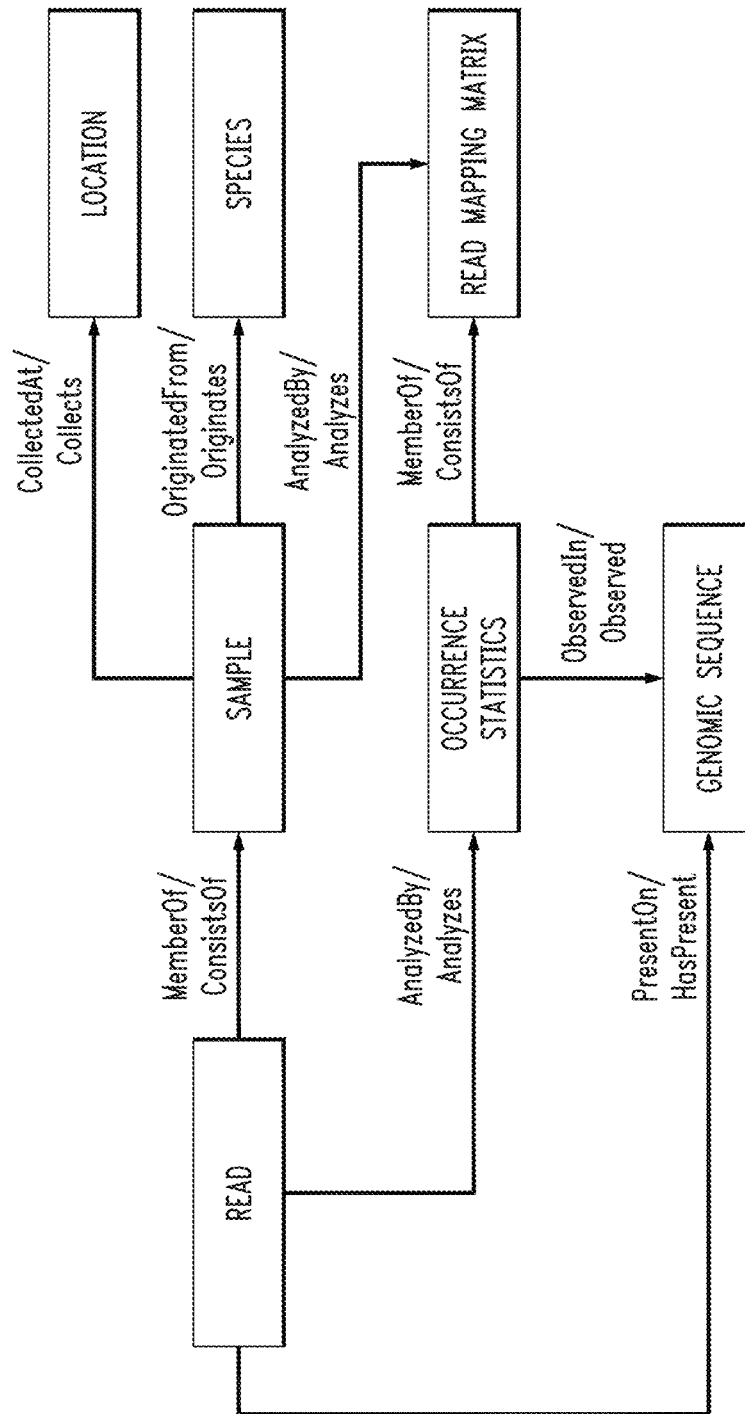 LOCATION
CollectedAt/
Collects
READ
MemberOf/
ConsistsOf
SAMPLE
OriginatedFrom/
Originates
SPECIES
AnalyzedBy/
Analyzes
AnalyzedBy/
Analyzes
OCCURRENCE
STATISTICS
MemberOf/
ConsistsOf
READ MAPPING MATRIX
ObservedIn/
Observed
PresentOn/
HasPresent
GENOMIC SEQUENCE